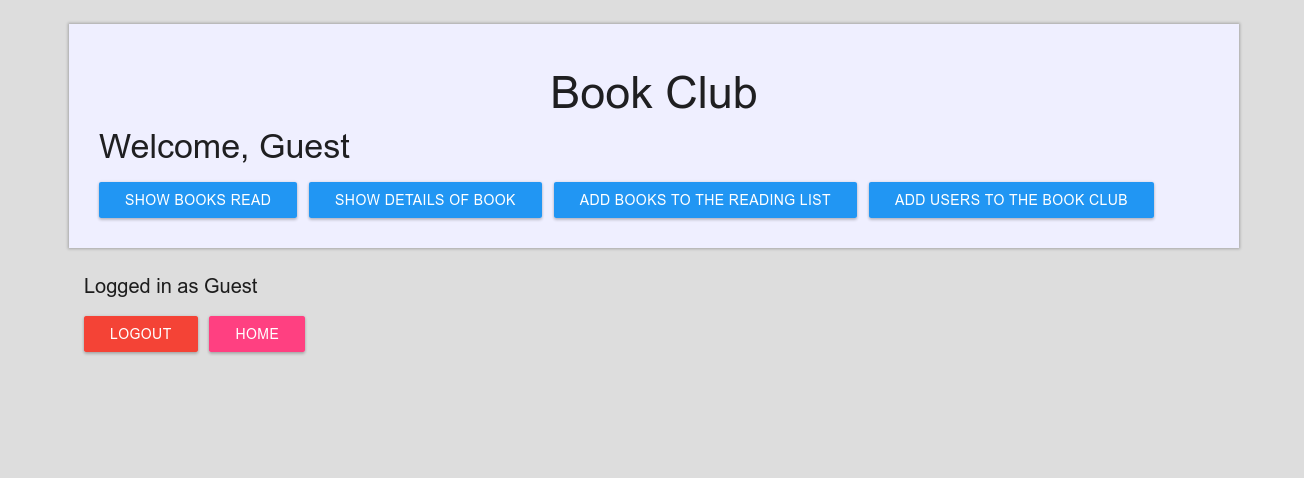 Book Club
Welcome, Guest
SHOW BOOKS READ SHOW DETAILS OF BOOK ADD BOOKS TO THE READING LIST ADD USERS TO THE BOOK CLUB
Logged in as Guest
LOGOUT HOME